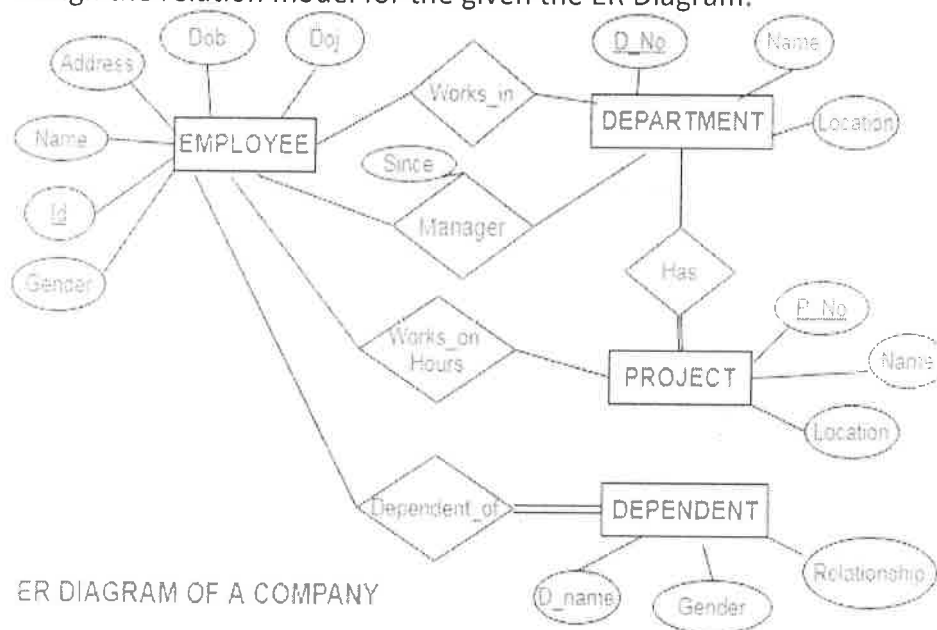 the relation model for the given the ER Diagram.
Dob
Doj
D_No
Name
Address
Works_in
DEPARTMENT
Location
Name
EMPLOYEE
Since
Id
Manager
Gender
Has
P_No
Works_on
Hours
Name
PROJECT
Location
Dependent_of
DEPENDENT
Relationship
D_name
Gender
ER DIAGRAM OF A COMPANY